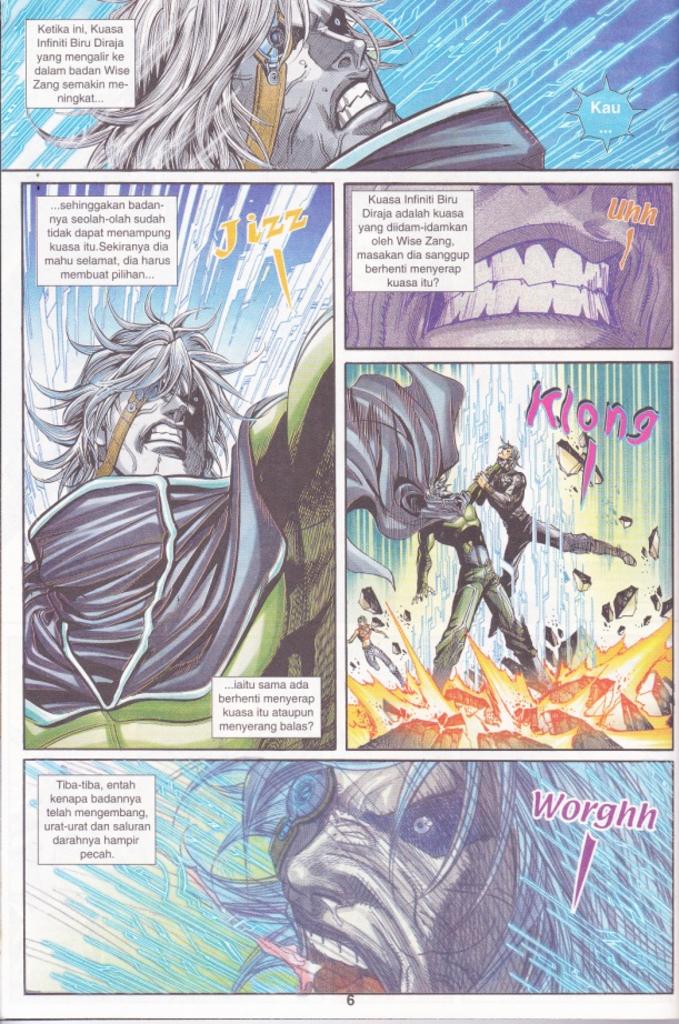 Ketika ini, Kuasa
Infiniti Biru Diraja
yang mengalir ke
dalam badan Wise
Zang semakin me-
ningkat...
Kau
...
...sehinggakan badan-
nya seolah-olah sudah
tidak dapat menampung
kuasa itu.Sekiranya dia
mahu selamat, dia harus
membuat pilihan...
Jizz
...iaitu sama ada
berhenti menyerap
kuasa itu ataupun
menyerang balas?
Kuasa Infiniti Biru
Diraja adalah kuasa
yang diidam-idamkan
oleh Wise Zang,
masakan dia sanggup
berhenti menyerap
kuasa itu?
Uhh
Klong
Tiba-tiba, entah
kenapa badannya
telah mengembang,
urat-urat dan saluran
darahnya hampir
pecah.
Worghh
6